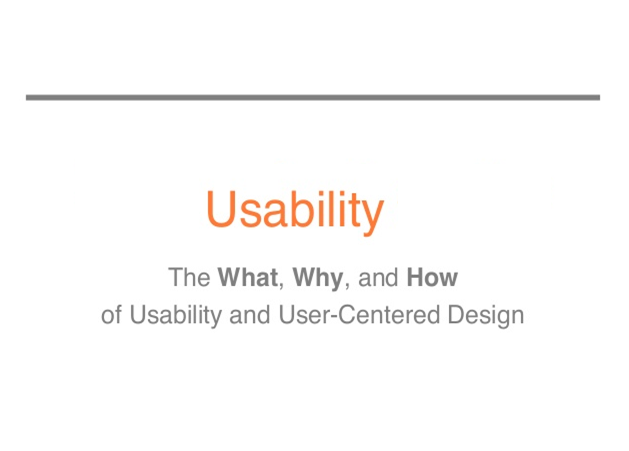 Usability
The What, Why, and How
of Usability and User-Centered Design